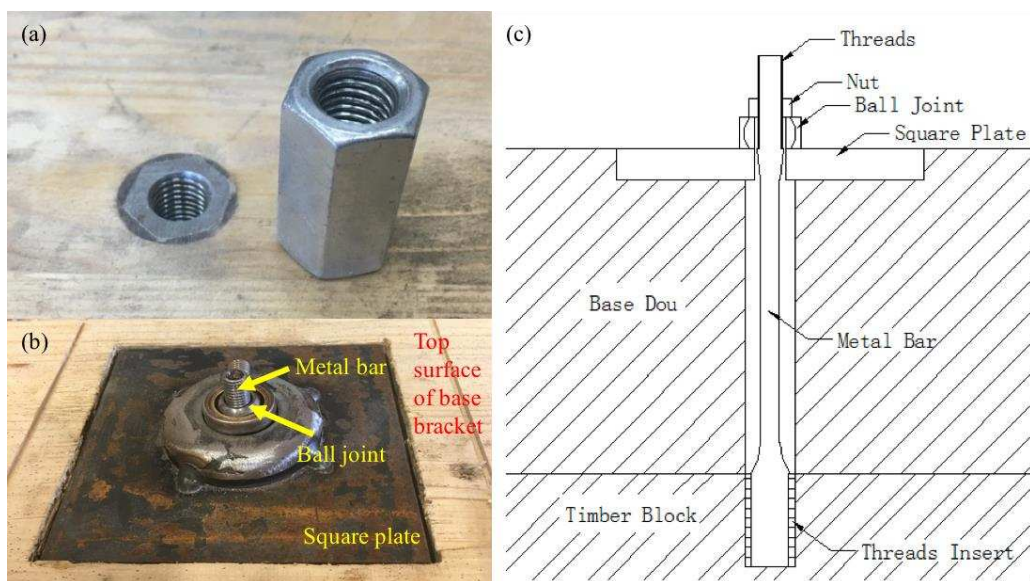 (a)
(b)
Metal bar
Top
surface
of base
bracket
Ball joint
Square plate
(c)
Threads
Nut
Ball Joint
Square Plate
Base Dou
Metal Bar
Timber Block
Threads Insert